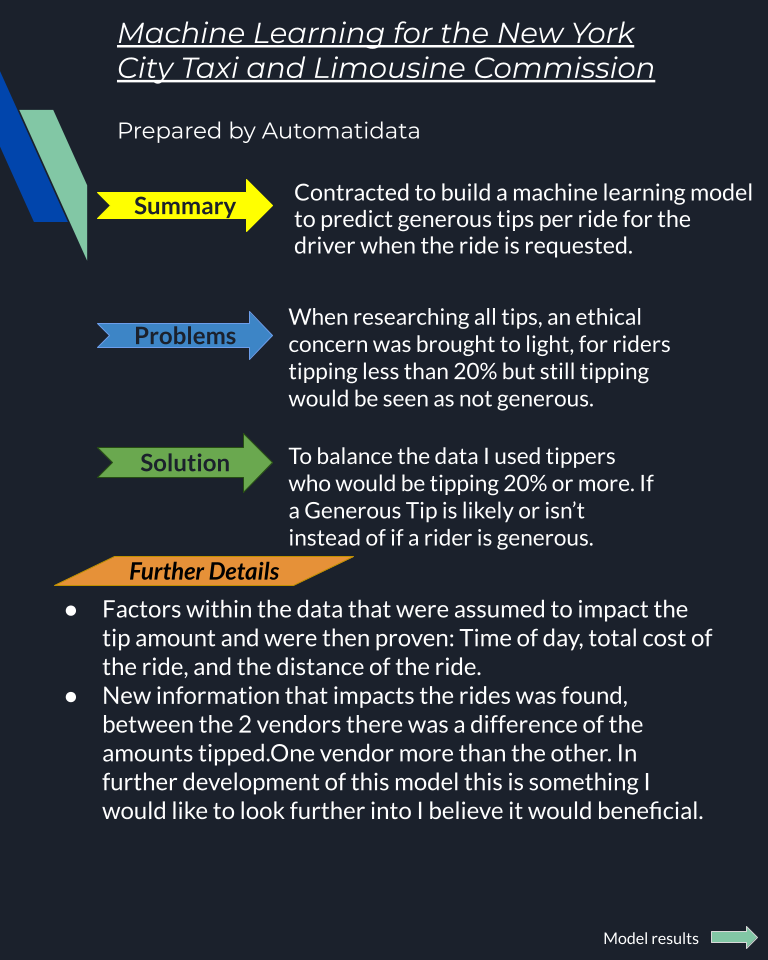 Machine Learning for the New York
City Taxi and Limousine Commission
Prepared by Automatidata
Summary
Contracted to build a machine learning model
to predict generous tips per ride for the
driver when the ride is requested.
Problems
When researching all tips, an ethical
concern was brought to light, for riders
tipping less than 20% but still tipping
would be seen as not generous.
Solution
To balance the data I used tippers
who would be tipping 20% or more. If
a Generous Tip is likely or isn’t
instead of if a rider is generous.
Further Details
● Factors within the data that were assumed to impact the
tip amount and were then proven: Time of day, total cost of
the ride, and the distance of the ride.
● New information that impacts the rides was found,
between the 2 vendors there was a difference of the
amounts tipped.One vendor more than the other. In
further development of this model this is something I
would like to look further into I believe it would beneficial.
Model results